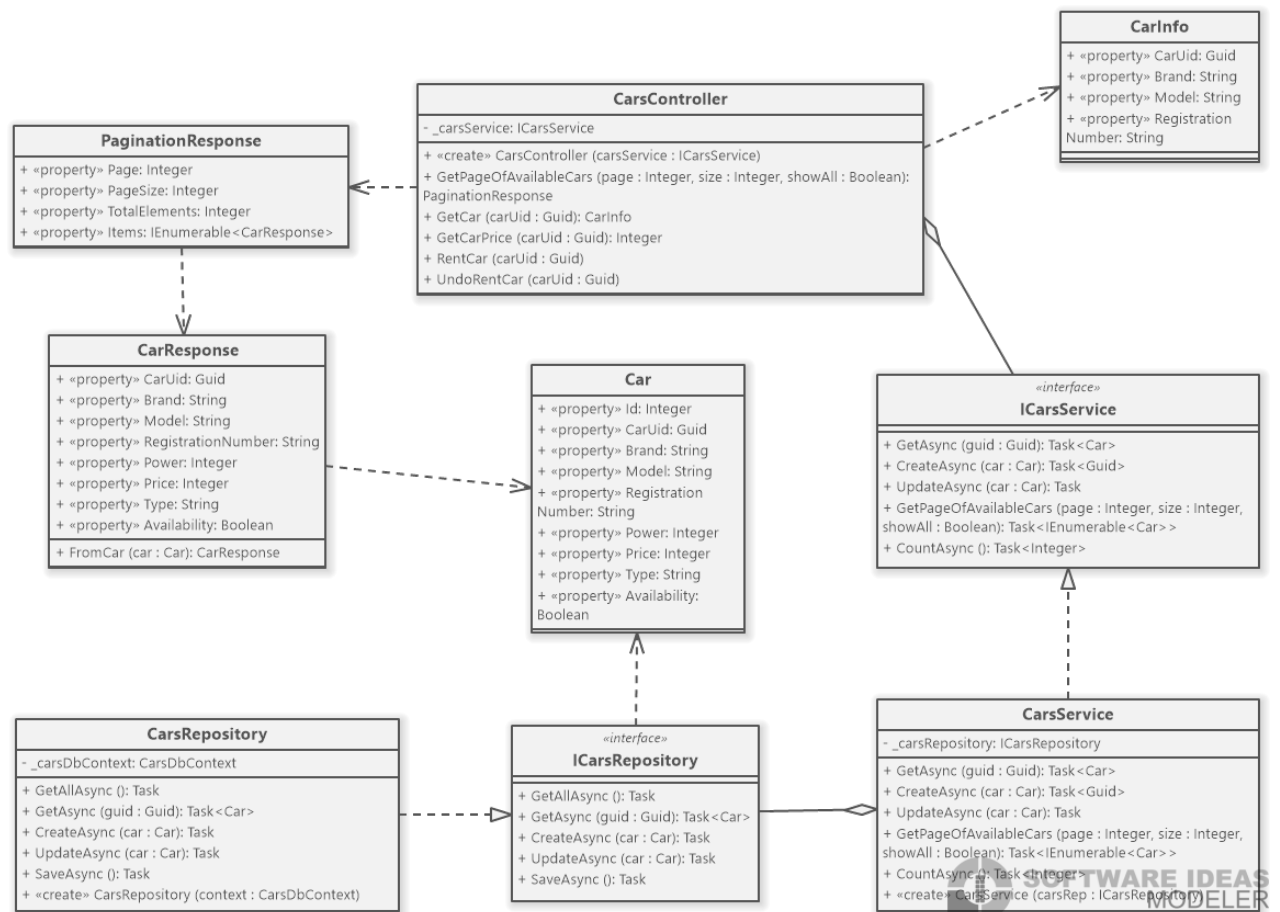 CarInfo
+ «property» CarUid: Guid
+ «property» Brand: String
+ «property» Model: String
+ «property» Registration
Number: String
CarsController
- _carsService: ICarsService
+ «create» CarsController (carsService : ICarsService)
+ GetPageOfAvailableCars (page : Integer, size : Integer, showAll : Boolean):
PaginationResponse
+ GetCar (carUid : Guid): CarInfo
+ GetCarPrice (carUid : Guid): Integer
+ RentCar (carUid : Guid)
+ UndoRentCar (carUid : Guid)
PaginationResponse
+ «property» Page: Integer
+ «property» PageSize: Integer
+ «property» TotalElements: Integer
+ «property» Items: IEnumerable<CarResponse>
CarResponse
+ «property» CarUid: Guid
+ «property» Brand: String
+ «property» Model: String
+ «property» RegistrationNumber: String
+ «property» Power: Integer
+ «property» Price: Integer
+ «property» Type: String
+ «property» Availability: Boolean
+ FromCar (car : Car): CarResponse
Car
+ «property» Id: Integer
+ «property» CarUid: Guid
+ «property» Brand: String
+ «property» Model: String
+ «property» Registration
Number: String
+ «property» Power: Integer
+ «property» Price: Integer
+ «property» Type: String
+ «property» Availability:
Boolean
«interface»
ICarsService
+ GetAsync (guid : Guid): Task<Car>
+ CreateAsync (car : Car): Task<Guid>
+ UpdateAsync (car : Car): Task
+ GetPageOfAvailableCars (page : Integer, size : Integer,
showAll : Boolean): Task<IEnumerable<Car>>
+ CountAsync (): Task<Integer>
CarsRepository
- _carsDbContext: CarsDbContext
+ GetAllAsync (): Task
+ GetAsync (guid : Guid): Task<Car>
+ CreateAsync (car : Car): Task
+ UpdateAsync (car : Car): Task
+ SaveAsync (): Task
+ «create» CarsRepository (context : CarsDbContext)
«interface»
ICarsRepository
+ GetAllAsync (): Task
+ GetAsync (guid : Guid): Task<Car>
+ CreateAsync (car : Car): Task
+ UpdateAsync (car : Car): Task
+ SaveAsync (): Task
CarsService
- _carsRepository: ICarsRepository
+ GetAsync (guid : Guid): Task<Car>
+ CreateAsync (car : Car): Task<Guid>
+ UpdateAsync (car : Car): Task
+ GetPageOfAvailableCars (page : Integer, size : Integer,
showAll : Boolean): Task<IEnumerable<Car>>
+ CountAsync (): Task<Integer>
+ «create» CarsService (carsRep : ICarsRepository)
SOFTWARE IDEAS
MODELER